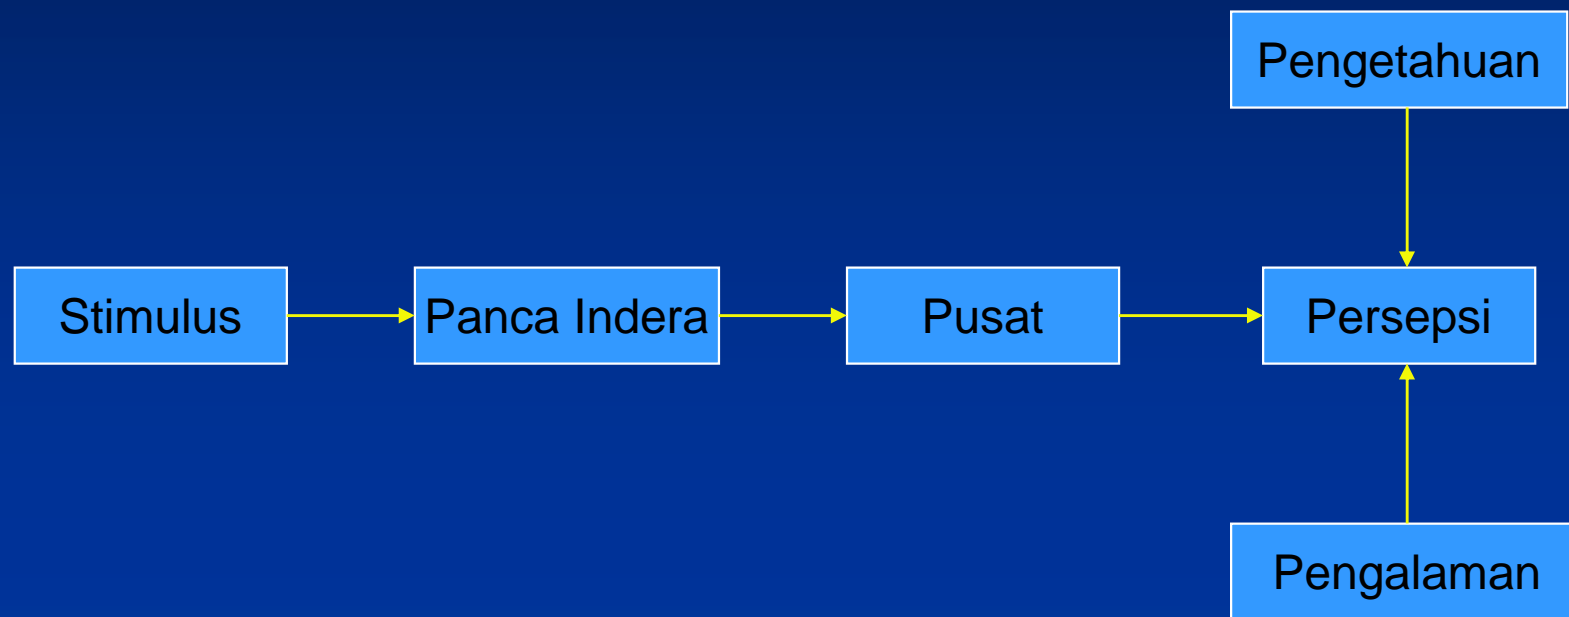 Pengetahuan
Stimulus
Panca Indera
Pusat
Persepsi
Pengalaman